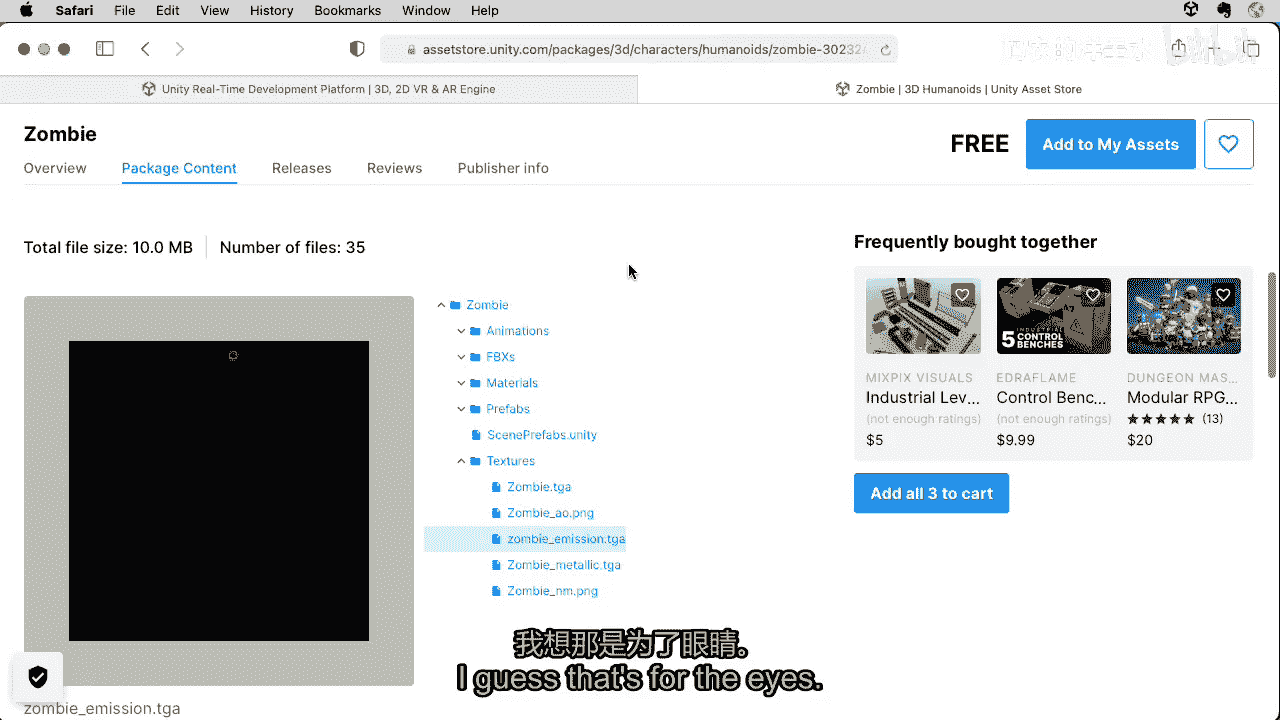 Safari File Edit View History Bookmarks Window Help
assetstore.unity.com/packages/3d/characters/humanoids/zombie-30232
Unity Real-Time Development Platform | 3D, 2D VR & AR Engine
Zombie | 3D Humanoids | Unity Asset Store
Zombie
FREE
Add to My Assets
Overview Package Content Releases Reviews Publisher info
Total file size: 10.0 MB
Number of files: 35
Frequently bought together
Zombie
Animations
FBXs
Materials
Prefabs
ScenePrefabs.unity
Textures
Zombie.tga
Zombie_ao.png
zombie_emission.tga
Zombie_metallic.tga
Zombie_nm.png
5 INDUSTRIAL CONTROL BENCHES
MIXPIX VISUALS
Industrial Lev...
(not enough ratings)
$5
EDRAFLAME
Control Benc...
(not enough ratings)
$9.99
DUNGEON MAS...
Modular RPG...
(13)
$20
Add all 3 to cart
我想那是为了眼睛。
I guess that's for the eyes.
zombie_emission.tga